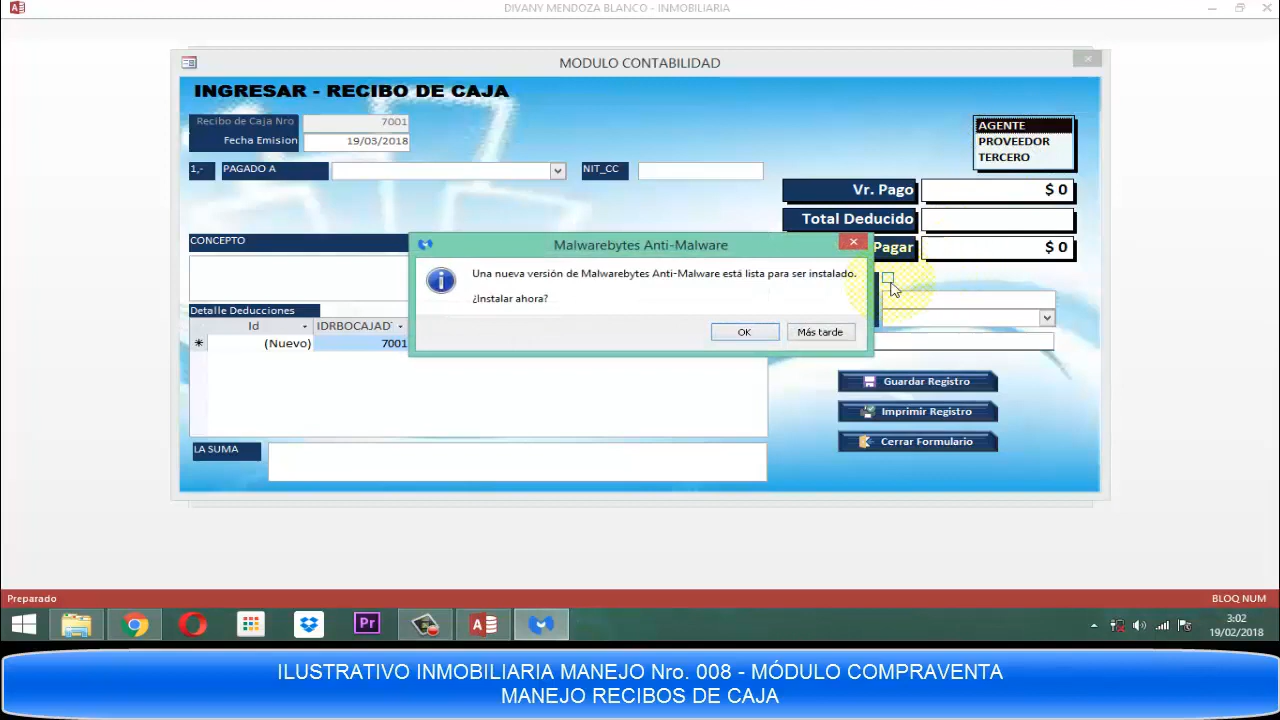 DIVANY MENDOZA BLANCO - INMOBILIARIA
MODULO CONTABILIDAD
INGRESAR - RECIBO DE CAJA
Recibo de Caja Nro 7001
Fecha Emision 19/03/2018
AGENTE
PROVEEDOR
TERCERO
1,- PAGADO A NIT_CC
Vr. Pago $ 0
Total Deducido
Pagar $ 0
CONCEPTO
Malwarebytes Anti-Malware
Una nueva versión de Malwarebytes Anti-Malware está lista para ser instalado.
¿Instalar ahora?
OK Más tarde
Detalle Deducciones
Id IDRBOCAJAD
(Nuevo) 7001
Guardar Registro
Imprimir Registro
Cerrar Formulario
LA SUMA
Preparado BLOQ NUM
Pr
3:02
19/02/2018
ILUSTRATIVO INMOBILIARIA MANEJO Nro. 008 - MÓDULO COMPRAVENTA
MANEJO RECIBOS DE CAJA